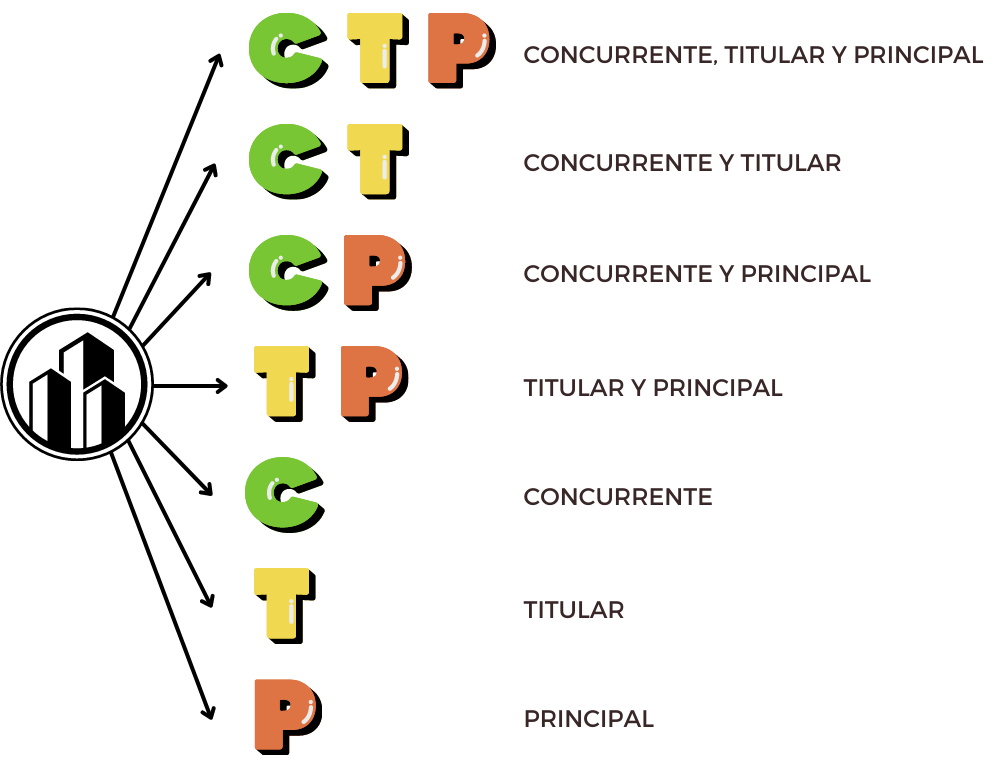 CTP CONCURRENTE, TITULAR Y PRINCIPAL
CT CONCURRENTE Y TITULAR
CP CONCURRENTE Y PRINCIPAL
TP TITULAR Y PRINCIPAL
C CONCURRENTE
T TITULAR
P PRINCIPAL